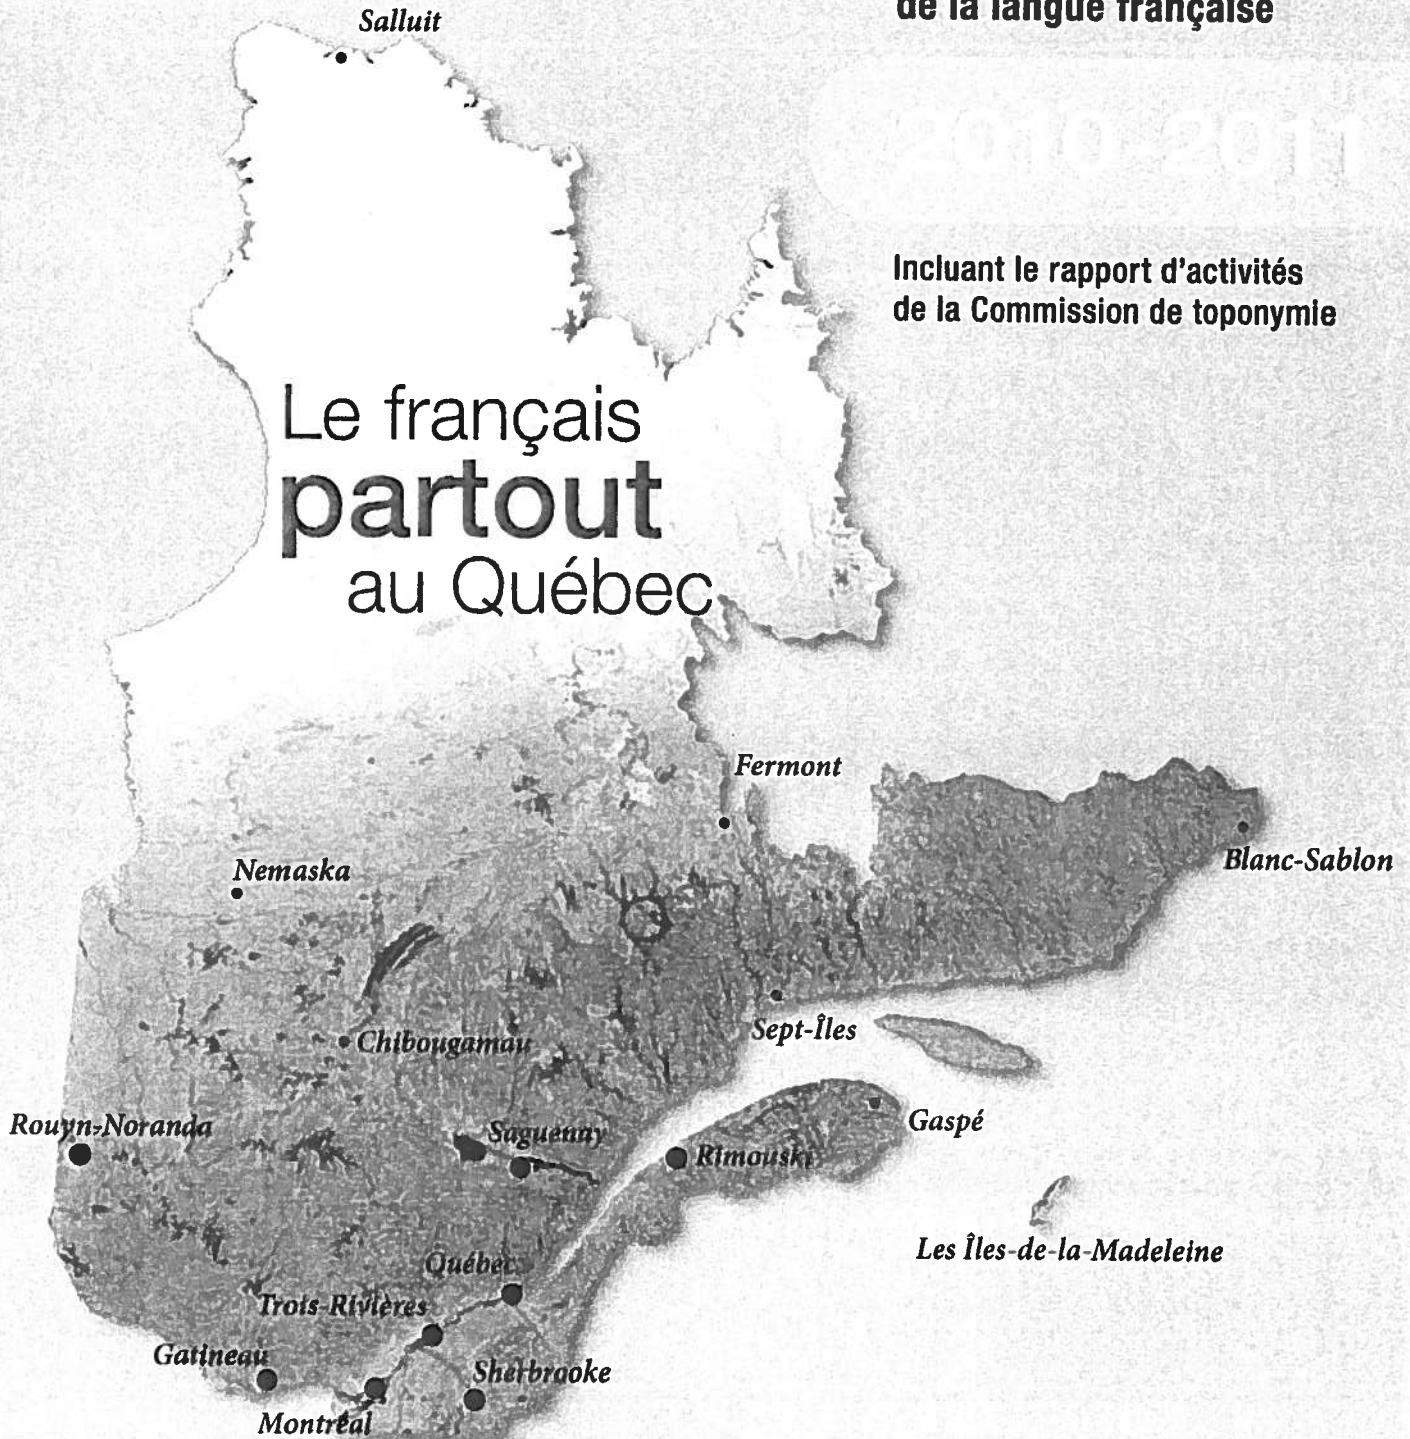 Salluit
de la langue française
2010-2011
Incluant le rapport d'activités
de la Commission de toponymie
Le français
partout
au Québec
Fermont
Blanc-Sablon
Nemaska
Sept-Îles
Chibougamau
Gaspé
Rouyn-Noranda
Saguenay
Rimouski
Les Îles-de-la-Madeleine
Québec
Trois-Rivières
Gatineau
Sherbrooke
Montréal